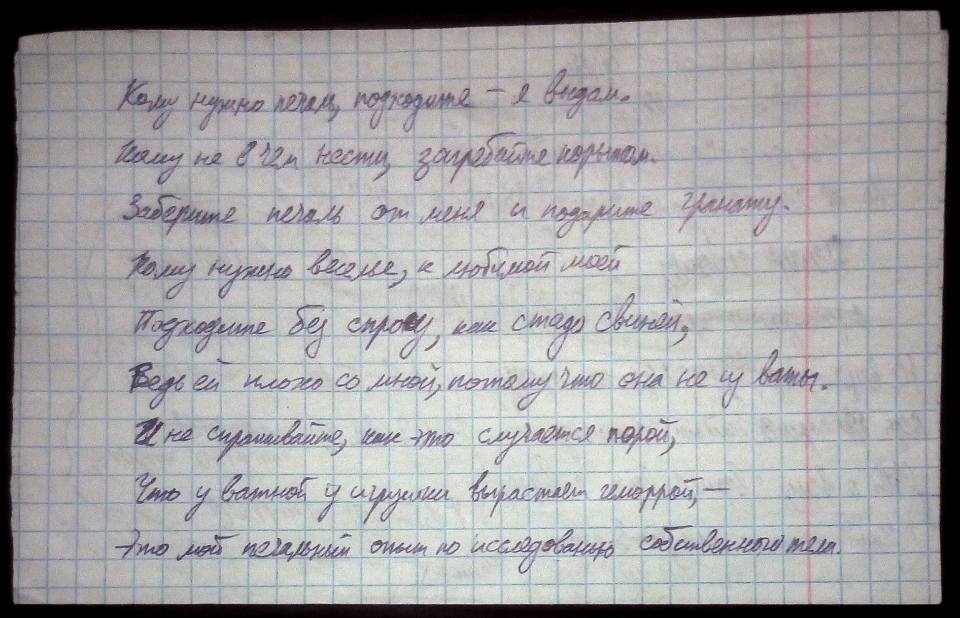 Кому нужна печаль, подходите – я выдам.
Кому не в чем нести, загребайте корытом.
Заберите печаль от меня и подарите гранату.
Кому нужно веселье, к любимой моей
Подходите без спросу, как стадо свиней,
Ведь ей плохо со мной, потому что она не из ваты.
И не спрашивайте, как это случается порой,
Что у ватной у игрушки вырастает геморрой, –
Это мой печальный опыт по исследованию собственного тела.